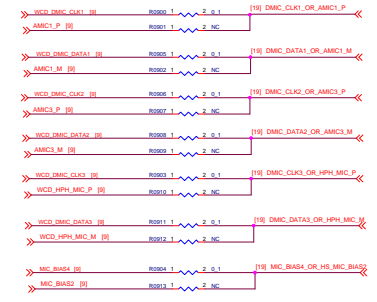 WCD_DMIC_CLK1 [9] R0900 1 2 0_1 [19] DMIC_CLK1_OR_AMIC1_P
AMIC1_P [9] R0901 1 2 NC
WCD_DMIC_DATA1 [9] R0905 1 2 0_1 [19] DMIC_DATA1_OR_AMIC1_M
AMIC1_M [9] R0902 1 2 NC
WCD_DMIC_CLK2 [9] R0906 1 2 0_1 [19] DMIC_CLK2_OR_AMIC3_P
AMIC3_P [9] R0907 1 2 NC
WCD_DMIC_DATA2 [9] R0908 1 2 0_1 [19] DMIC_DATA2_OR_AMIC3_M
AMIC3_M [9] R0909 1 2 NC
WCD_DMIC_CLK3 [9] R0903 1 2 0_1 [19] DMIC_CLK3_OR_HPH_MIC_P
WCD_HPH_MIC_P [9] R0910 1 2 NC
WCD_DMIC_DATA3 [9] R0911 1 2 0_1 [19] DMIC_DATA3_OR_HPH_MIC_M
WCD_HPH_MIC_M [9] R0912 1 2 NC
MIC_BIAS4 [9] R0904 1 2 0_1 [19] MIC_BIAS4_OR_HS_MIC_BIAS2
MIC_BIAS2 [9] R0913 1 2 NC